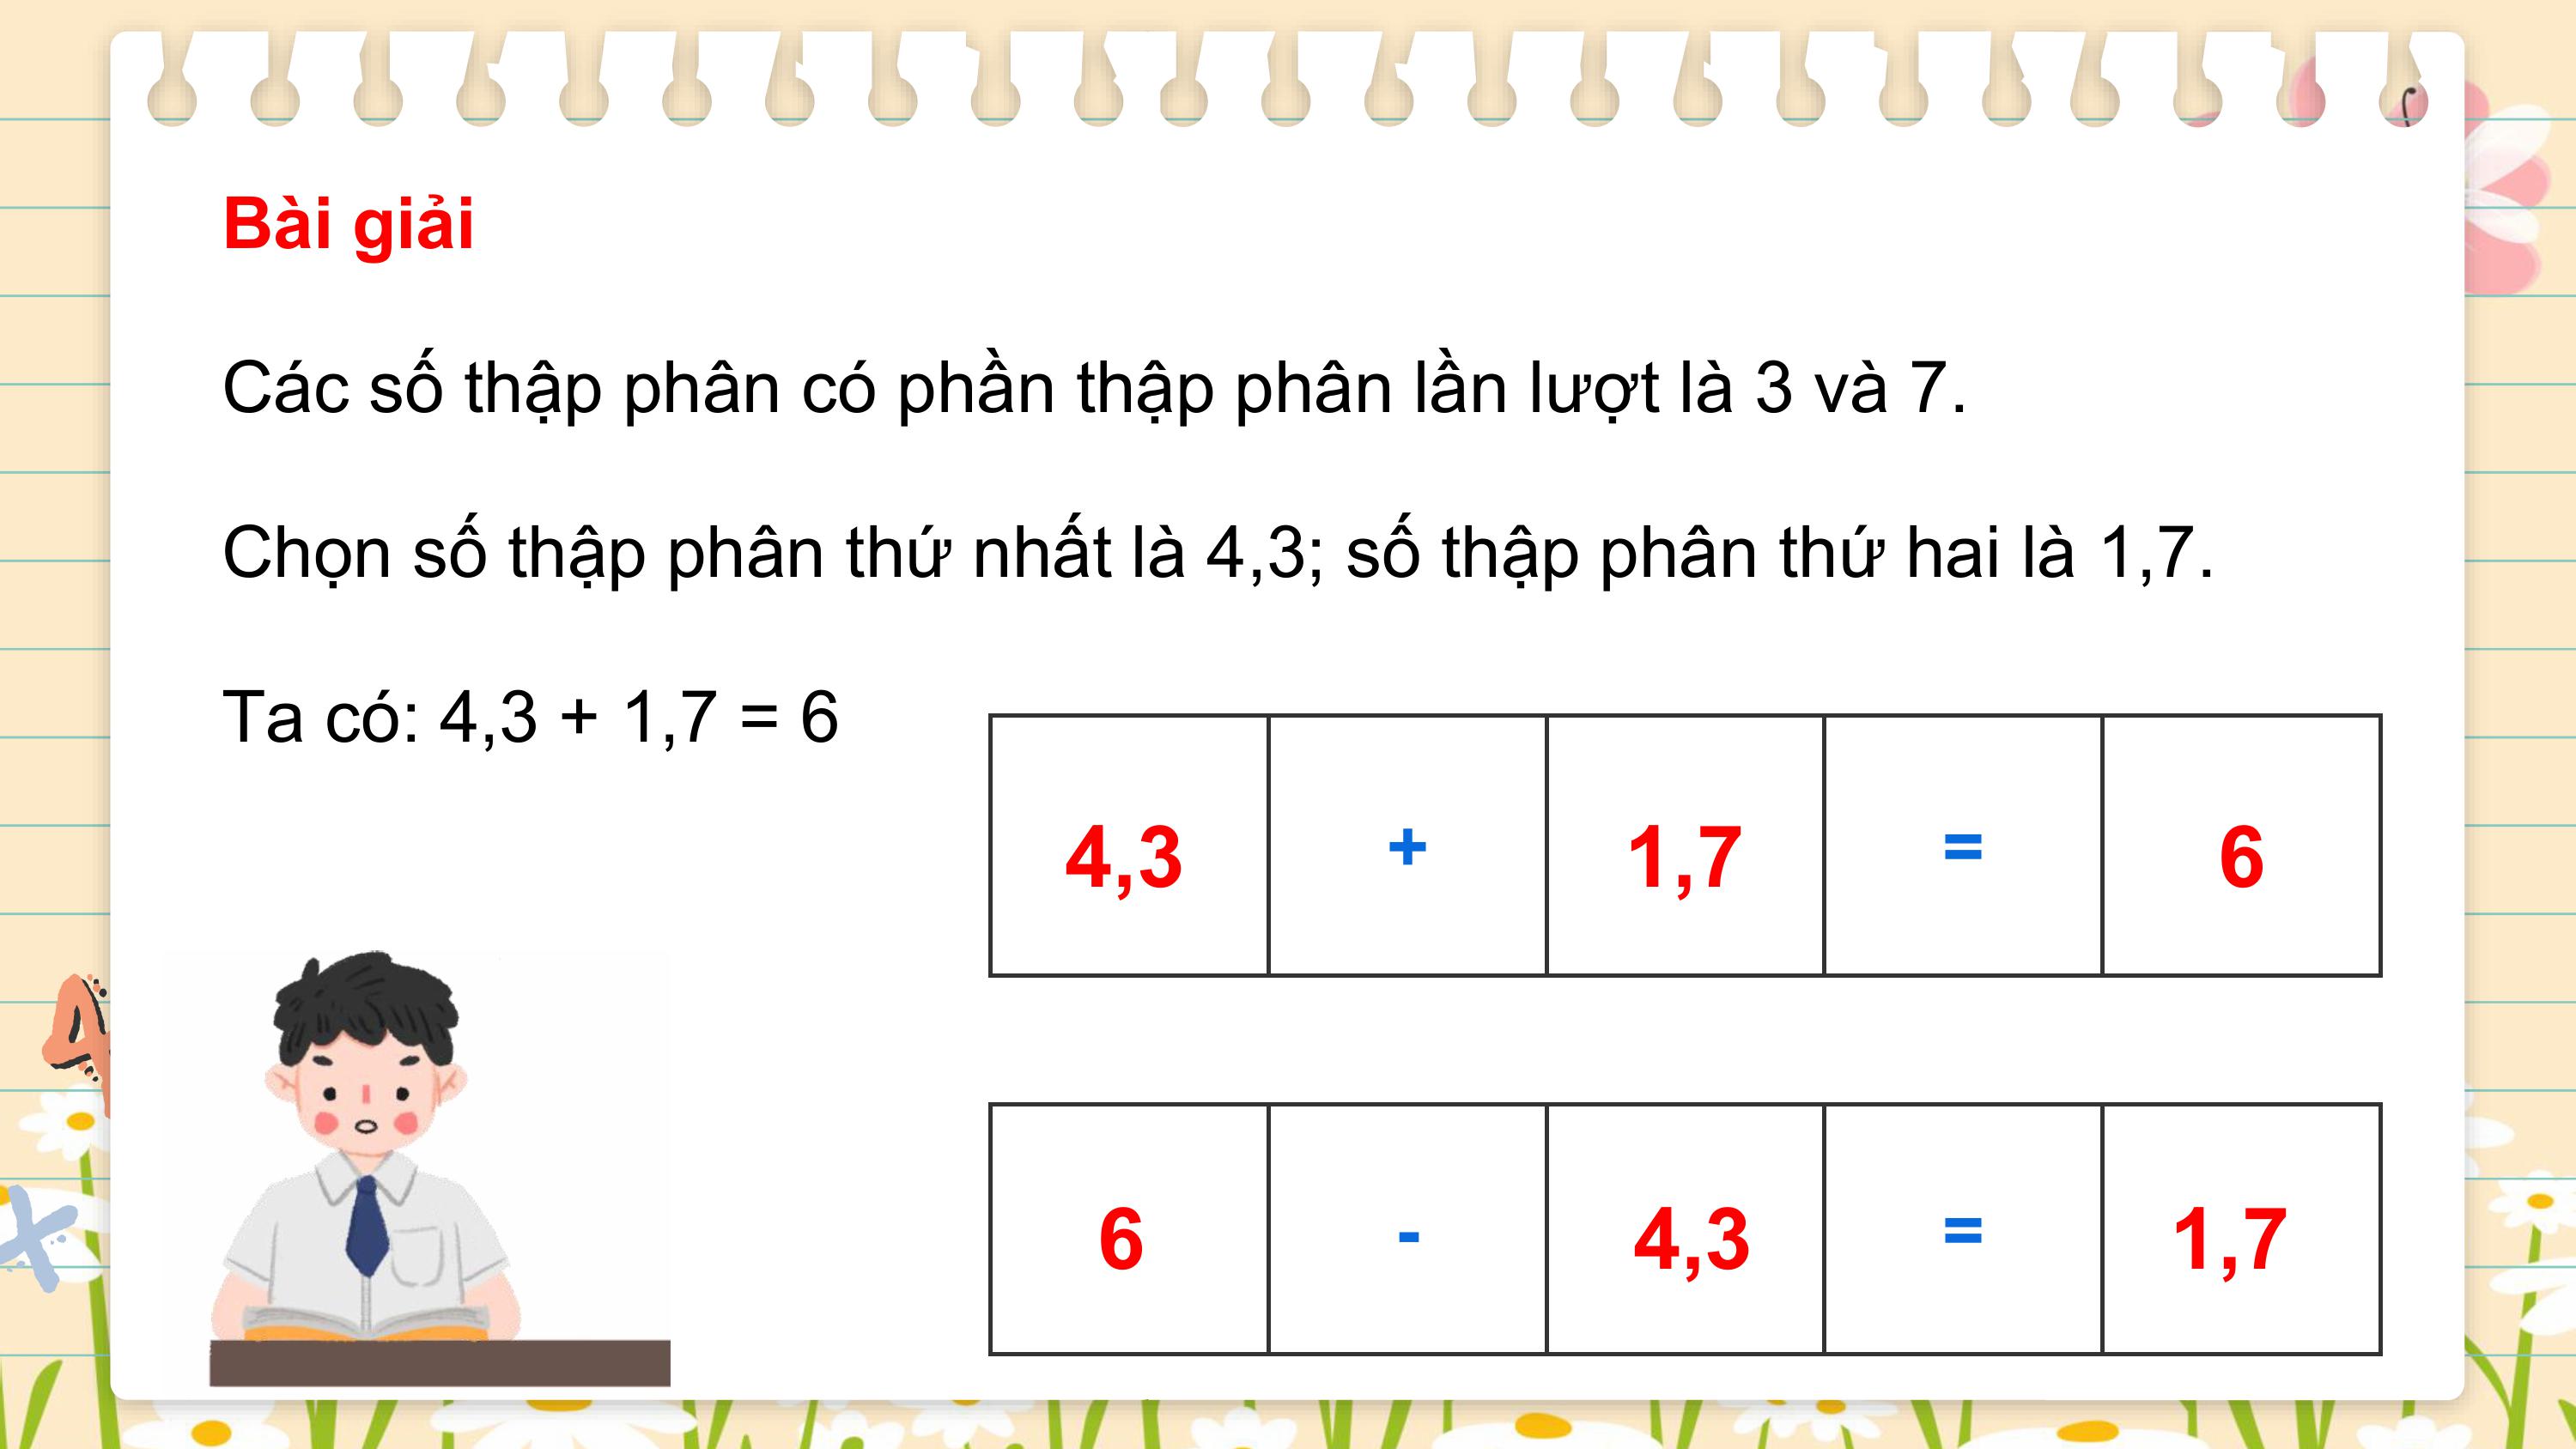 Bài giải
Các số thập phân có phần thập phân lần lượt là 3 và 7.
Chọn số thập phân thứ nhất là 4,3; số thập phân thứ hai là 1,7.
Ta có: 4,3 + 1,7 = 6
4,3 + 1,7 = 6
6 - 4,3 = 1,7
4
x